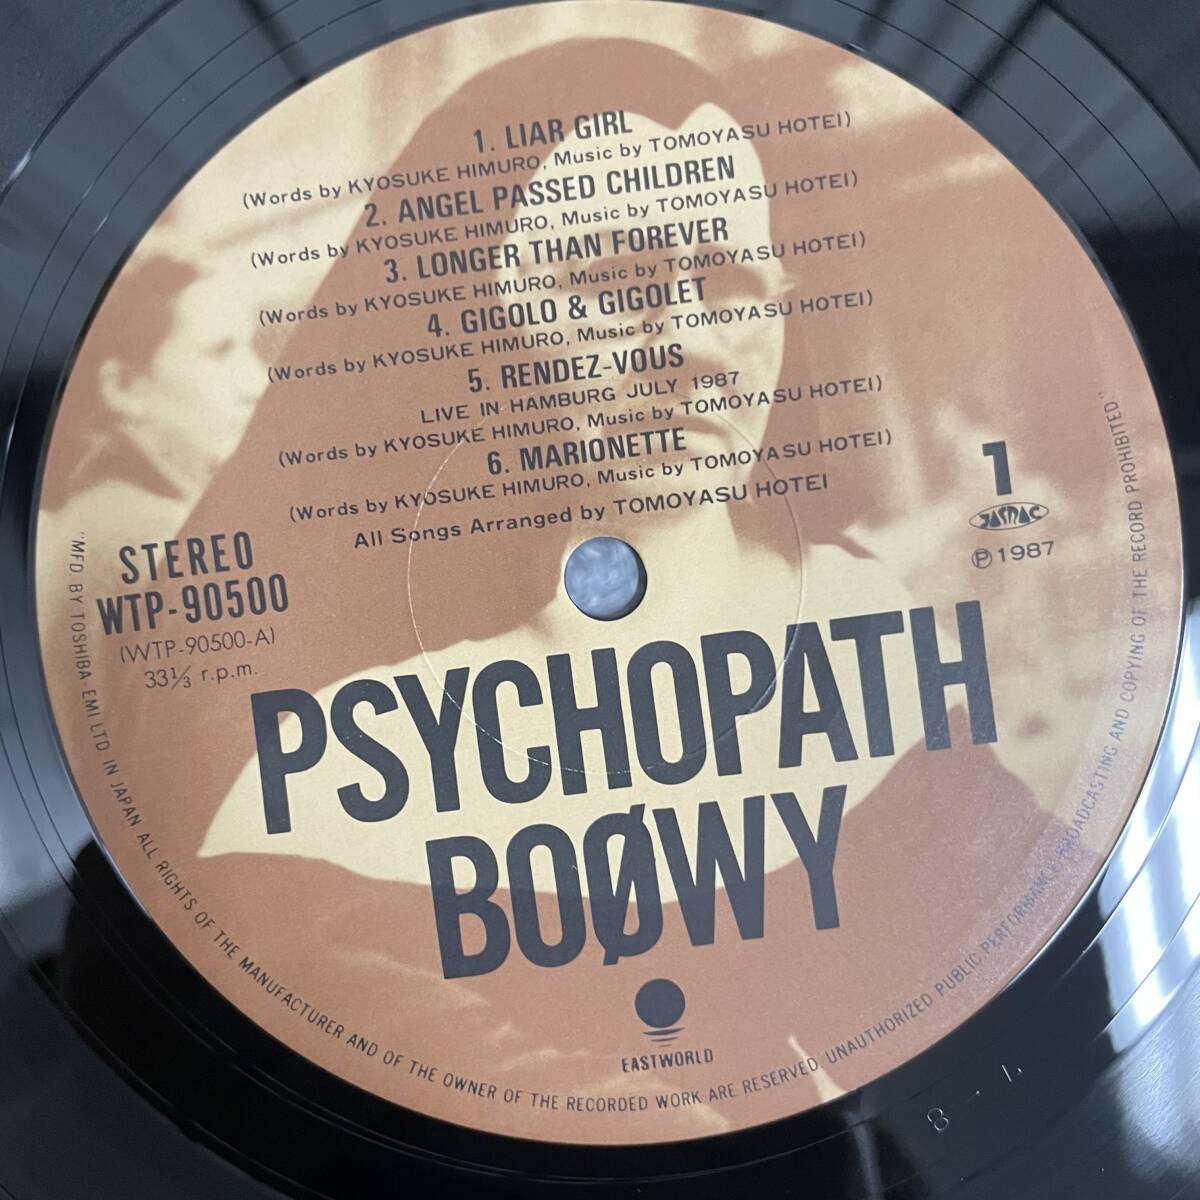 1. LIAR GIRL
(Words by KYOSUKE HIMURO, Music by TOMOYASU HOTEI)
2. ANGEL PASSED CHILDREN
(Words by KYOSUKE HIMURO, Music by TOMOYASU HOTEI)
3. LONGER THAN FOREVER
(Words by KYOSUKE HIMURO, Music by TOMOYASU HOTEI)
4. GIGOLO & GIGOLET
(Words by KYOSUKE HIMURO, Music by TOMOYASU HOTEI)
5. RENDEZ-VOUS
LIVE IN HAMBURG JULY 1987
(Words by KYOSUKE HIMURO, Music by TOMOYASU HOTEI)
6. MARIONETTE
(Words by KYOSUKE HIMURO, Music by TOMOYASU HOTEI)
All Songs Arranged by TOMOYASU HOTEI
STEREO
WTP-90500
(WTP-90500-A)
33⅓ r.p.m.
1
JASRAC
Ⓟ1987
PSYCHOPATH
BOØWY
EASTWORLD
"MFD. BY TOSHIBA EMI LTD IN JAPAN ALL RIGHTS OF THE MANUFACTURER AND OF THE OWNER OF THE RECORDED WORK ARE RESERVED UNAUTHORIZED PUBLIC PERFORMANCE BROADCASTING AND COPYING OF THE RECORD PROHIBITED."